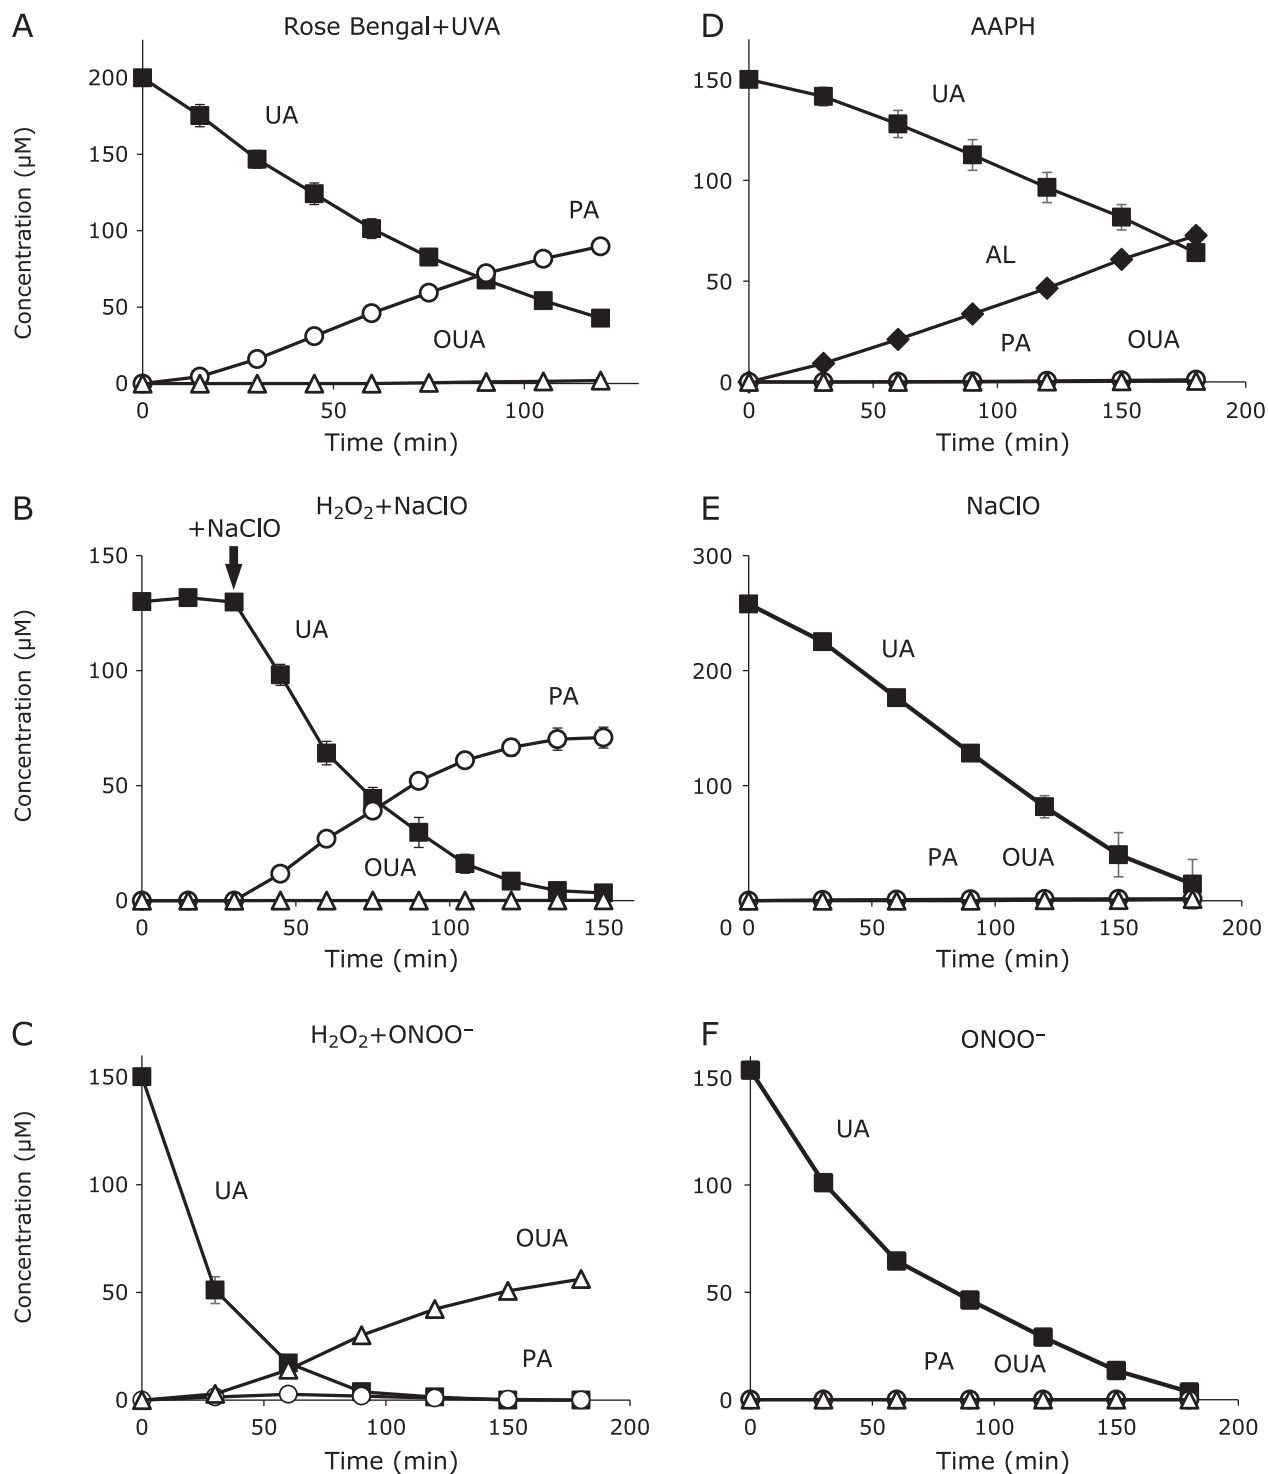 A
Rose Bengal+UVA
Concentration (µM)
200
150
100
50
0
UA
PA
OUA
0 50 100
Time (min)
D
AAPH
150
100
50
0
UA
AL
PA OUA
0 50 100 150 200
Time (min)
B
H₂O₂+NaClO
+NaClO
Concentration (µM)
150
100
50
0
UA
PA
OUA
0 50 100 150
Time (min)
E
NaClO
300
200
100
0
UA
PA OUA
0 50 100 150 200
Time (min)
C
H₂O₂+ONOO⁻
Concentration (µM)
150
100
50
0
UA
OUA
PA
0 50 100 150 200
Time (min)
F
ONOO⁻
150
100
50
0
UA
PA OUA
0 50 100 150 200
Time (min)